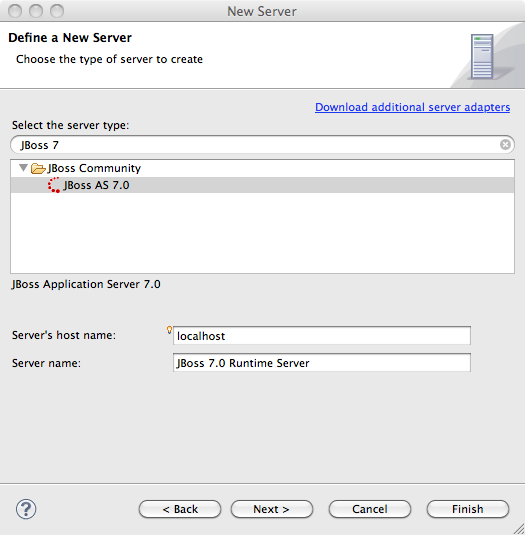 New Server
Define a New Server
Choose the type of server to create
Download additional server adapters
Select the server type:
JBoss 7
JBoss Community
JBoss AS 7.0
JBoss Application Server 7.0
Server's host name: localhost
Server name: JBoss 7.0 Runtime Server
? < Back Next > Cancel Finish